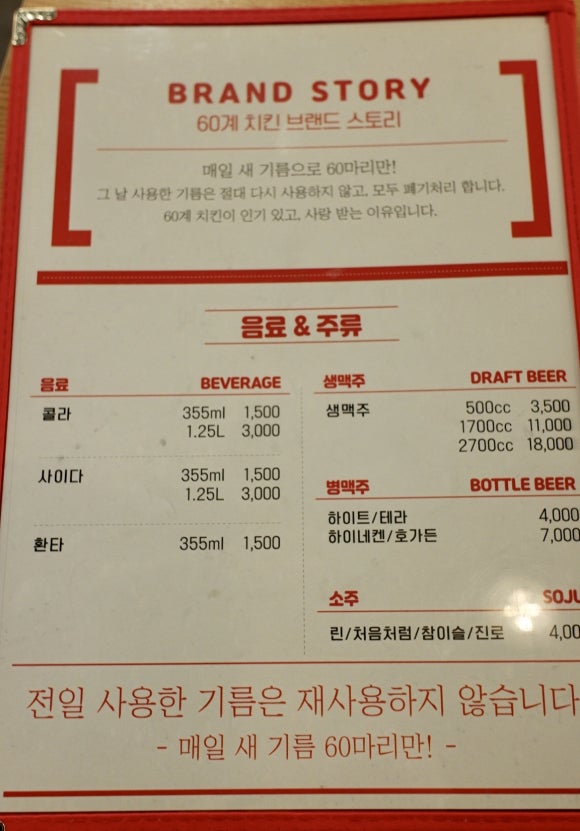 BRAND STORY
60계 치킨 브랜드 스토리
매일 새 기름으로 60마리만!
그 날 사용한 기름은 절대 다시 사용하지 않고, 모두 폐기처리 합니다.
60계 치킨이 인기 있고, 사랑 받는 이유입니다.
음료 & 주류
음료 BEVERAGE
콜라 355ml 1,500
1.25L 3,000
사이다 355ml 1,500
1.25L 3,000
환타 355ml 1,500
생맥주 DRAFT BEER
생맥주 500cc 3,500
1700cc 11,000
2700cc 18,000
병맥주 BOTTLE BEER
하이트/테라 4,000
하이네켄/호가든 7,000
소주 SOJU
린/처음처럼/참이슬/진로 4,00
전일 사용한 기름은 재사용하지 않습니다
- 매일 새 기름 60마리만! -